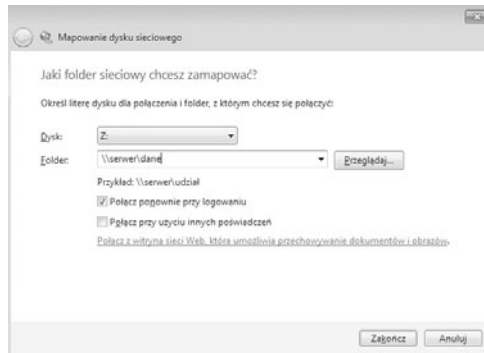 Mapowanie dysku sieciowego
Jaki folder sieciowy chcesz zamapować?
Określ literę dysku dla połączenia i folder, z którym chcesz się połączyć:
Dysk: Z:
Folder: \\serwer\dane Przeglądaj...
Przykład: \\serwer\udział
Połącz ponownie przy logowaniu
Połącz przy użyciu innych poświadczeń
Połącz z witryną sieci Web, która umożliwia przechowywanie dokumentów i obrazów.
Zakończ Anuluj